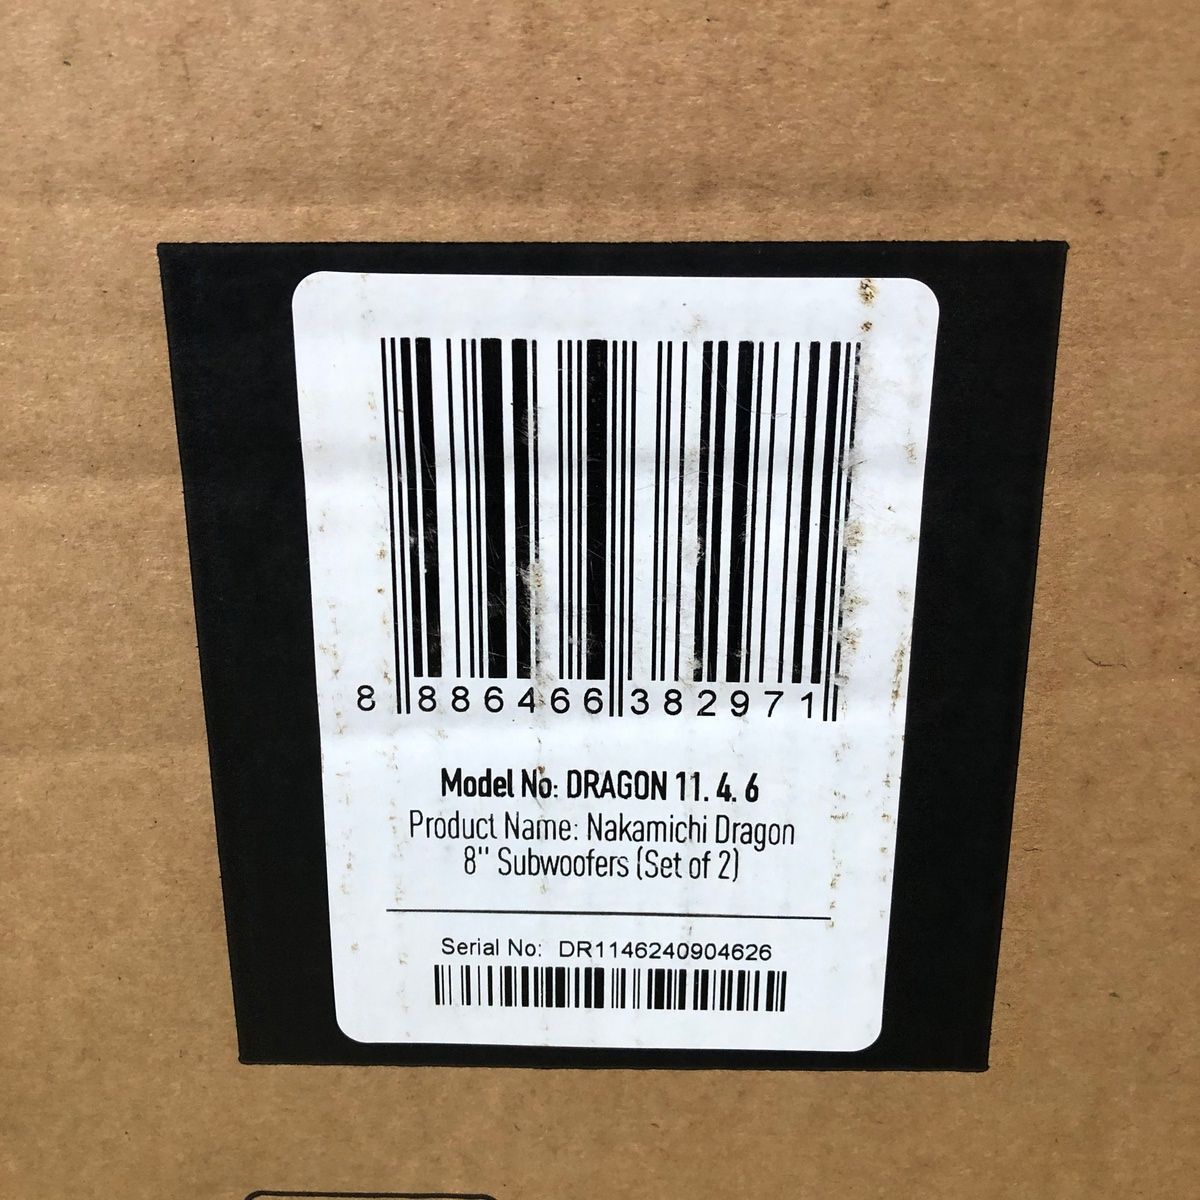 8 886466 382971
Model No: DRAGON 11. 4. 6
Product Name: Nakamichi Dragon
8" Subwoofers (Set of 2)
Serial No: DR1146240904626